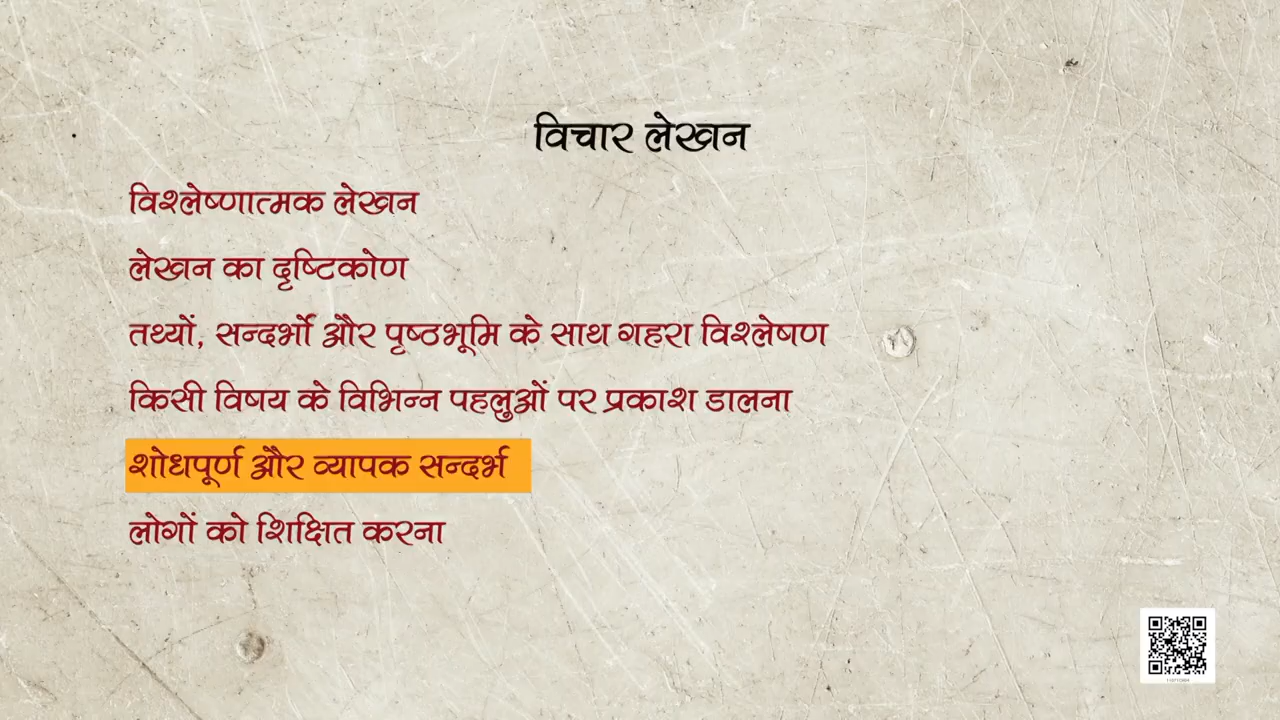 विचार लेखन
विश्लेष्णात्मक लेखन
लेखन का दृष्टिकोण
तथ्यों, सन्दर्भो और पृष्ठभूमि के साथ गहरा विश्लेषण
किसी विषय के विभिन्न पहलुओं पर प्रकाश डालना
शोधपूर्ण और व्यापक सन्दर्भ
लोगों को शिक्षित करना